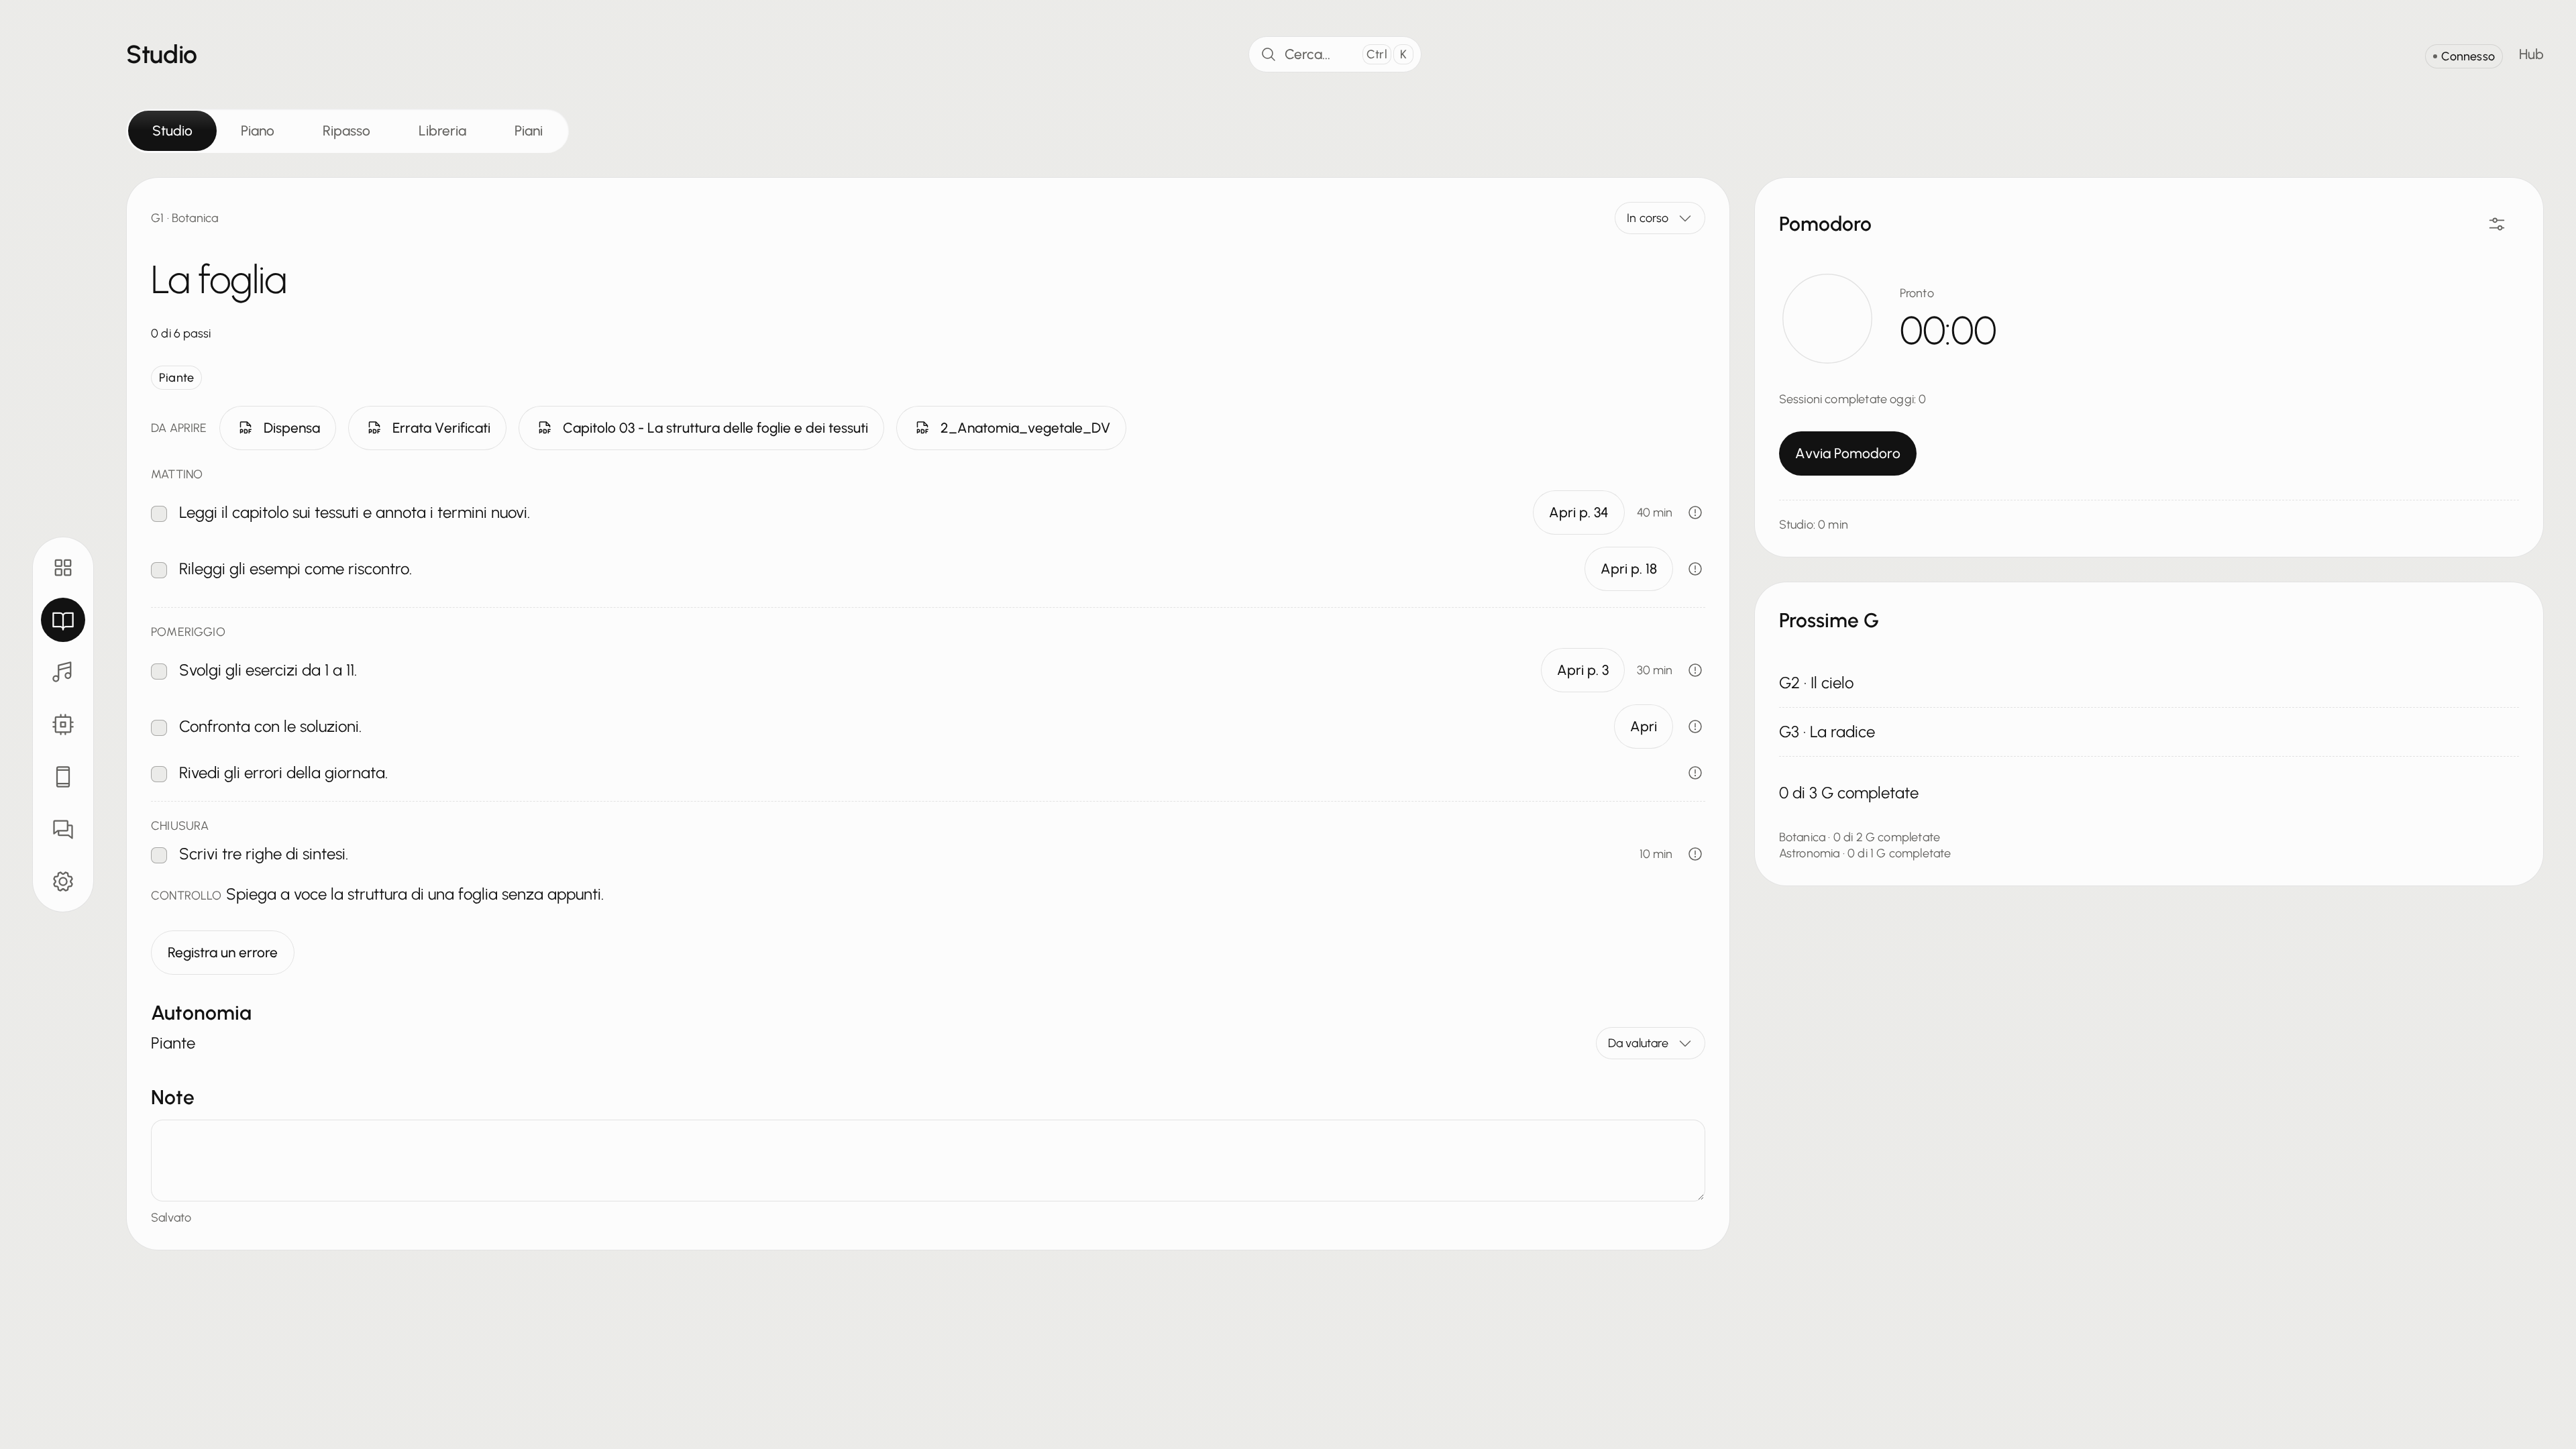 Studio
Cerca...
Ctrl K
Connesso
Hub
Studio
Piano
Ripasso
Libreria
Piani
G1 · Botanica
In corso
La foglia
0 di 6 passi
Piante
DA APRIRE
Dispensa
Errata Verificati
Capitolo 03 - La struttura delle foglie e dei tessuti
2_Anatomia_vegetale_DV
MATTINO
Leggi il capitolo sui tessuti e annota i termini nuovi.
Apri p. 34
40 min
Rileggi gli esempi come riscontro.
Apri p. 18
POMERIGGIO
Svolgi gli esercizi da 1 a 11.
Apri p. 3
30 min
Confronta con le soluzioni.
Apri
Rivedi gli errori della giornata.
CHIUSURA
Scrivi tre righe di sintesi.
10 min
CONTROLLO Spiega a voce la struttura di una foglia senza appunti.
Registra un errore
Autonomia
Piante
Da valutare
Note
Salvato
Pomodoro
Pronto
00:00
Sessioni completate oggi: 0
Avvia Pomodoro
Studio: 0 min
Prossime G
G2 · Il cielo
G3 · La radice
0 di 3 G completate
Botanica · 0 di 2 G completate
Astronomia · 0 di 1 G completate